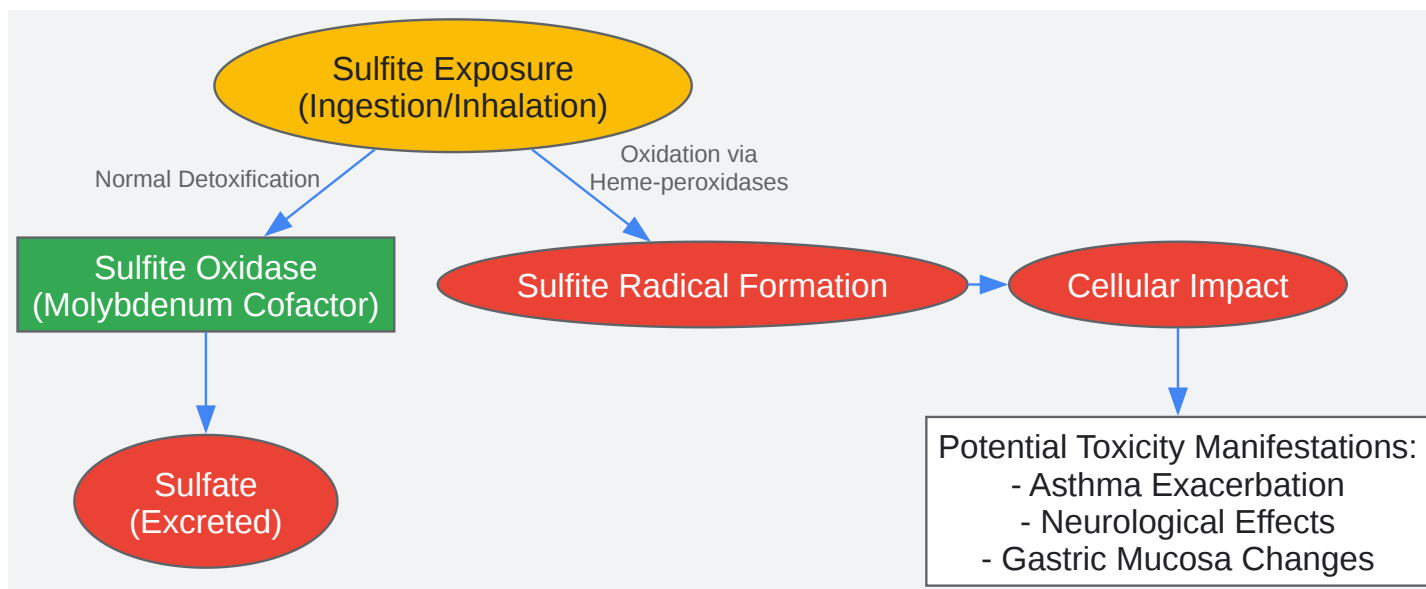 Sulfite Exposure
(Ingestion/Inhalation)
Normal Detoxification
Oxidation via
Heme-peroxidases
Sulfite Oxidase
(Molybdenum Cofactor)
Sulfite Radical Formation
Cellular Impact
Sulfate
(Excreted)
Potential Toxicity Manifestations:
- Asthma Exacerbation
- Neurological Effects
- Gastric Mucosa Changes